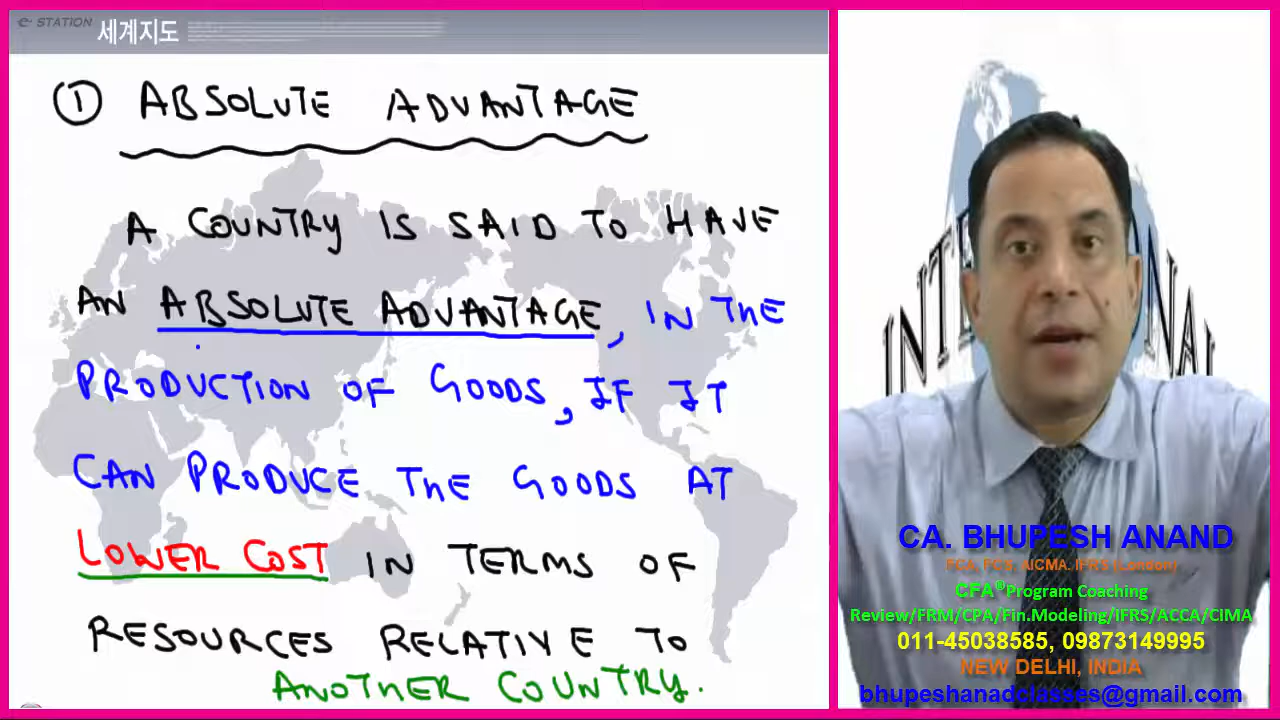 e-STATION
세계지도
① ABSOLUTE ADVANTAGE
A COUNTRY IS SAID TO HAVE
AN ABSOLUTE ADVANTAGE, IN THE
PRODUCTION OF GOODS, IF IT
CAN PRODUCE THE GOODS AT
LOWER COST IN TERMS OF
RESOURCES RELATIVE TO
ANOTHER COUNTRY.
INTERNATIONAL
CA. BHUPESH ANAND
FCA, FCS, AICMA, IFRS (London)
CFA®Program Coaching
Review/FRM/CPA/Fin.Modeling/IFRS/ACCA/CIMA
011-45038585, 09873149995
NEW DELHI, INDIA
bhupeshanadclasses@gmail.com